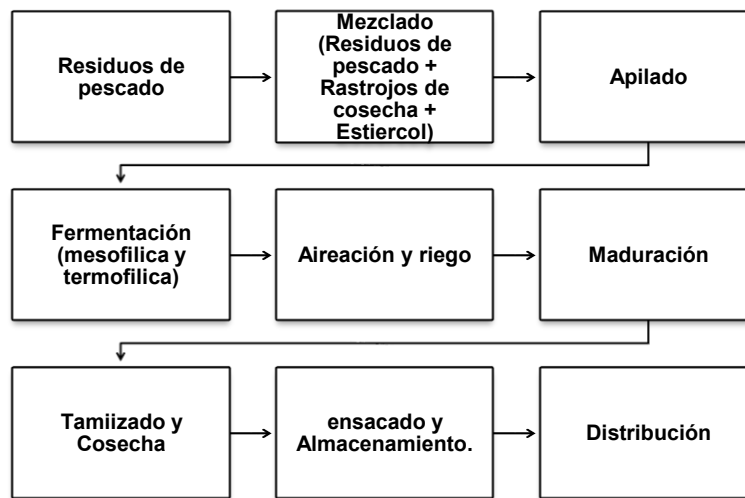 Residuos de
pescado
Mezclado
(Residuos de
pescado +
Rastrojos de
cosecha +
Estiercol)
Apilado
Fermentación
(mesofilica y
termofilica)
Aireación y riego
Maduración
Tamiizado y
Cosecha
ensacado y
Almacenamiento.
Distribución